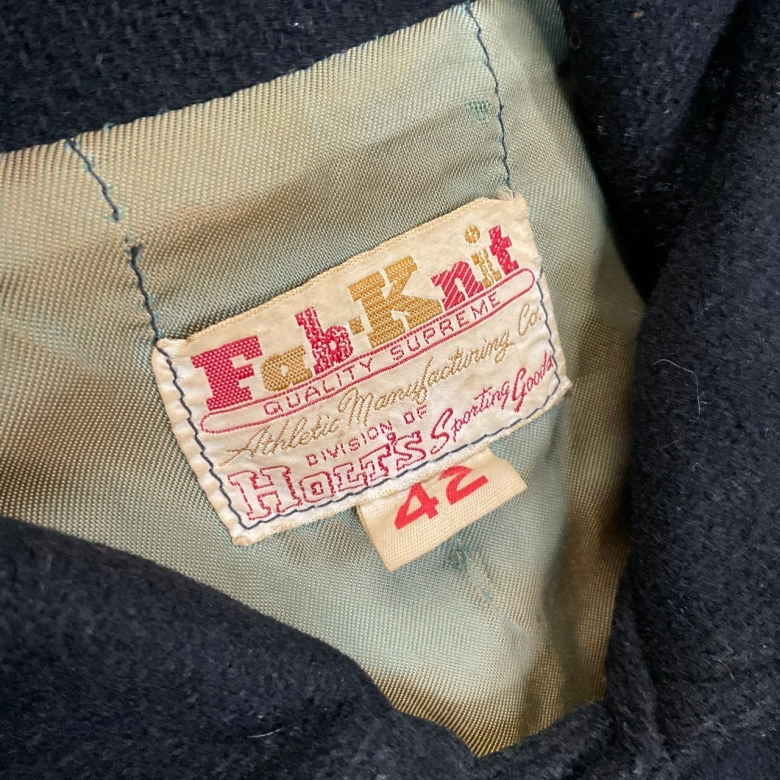 Fab-Knit
QUALITY SUPREME
Athletic Manufacturing Co.
DIVISION OF
HOLT'S Sporting Goods
42